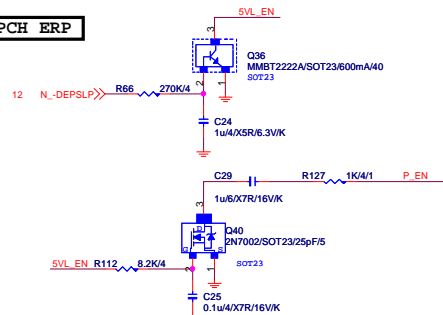 PCH ERP
5VL_EN
3
Q36
MMBT2222A/SOT23/600mA/40
SOT23
2
1
12 N_-DEPSLP R66 270K/4
C24
1u/4/X5R/6.3V/K
C29 R127 1K/4/1 P_EN
1u/6/X7R/16V/K
3
Q40
2N7002/SOT23/25pF/5
D
G S
SOT23
5VL_EN R112 8.2K/4
2
1
C25
0.1u/4/X7R/16V/K